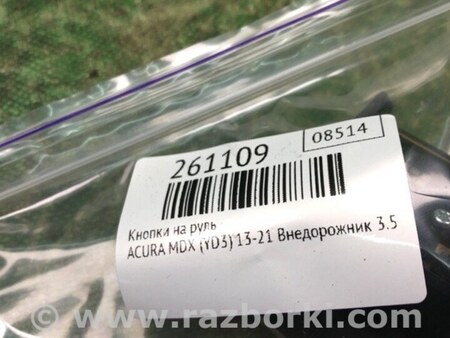 261109
08514
Кнопки на руль
ACURA MDX (YD3) 13-21 Внедорожник 3.5
© www.razborki.com